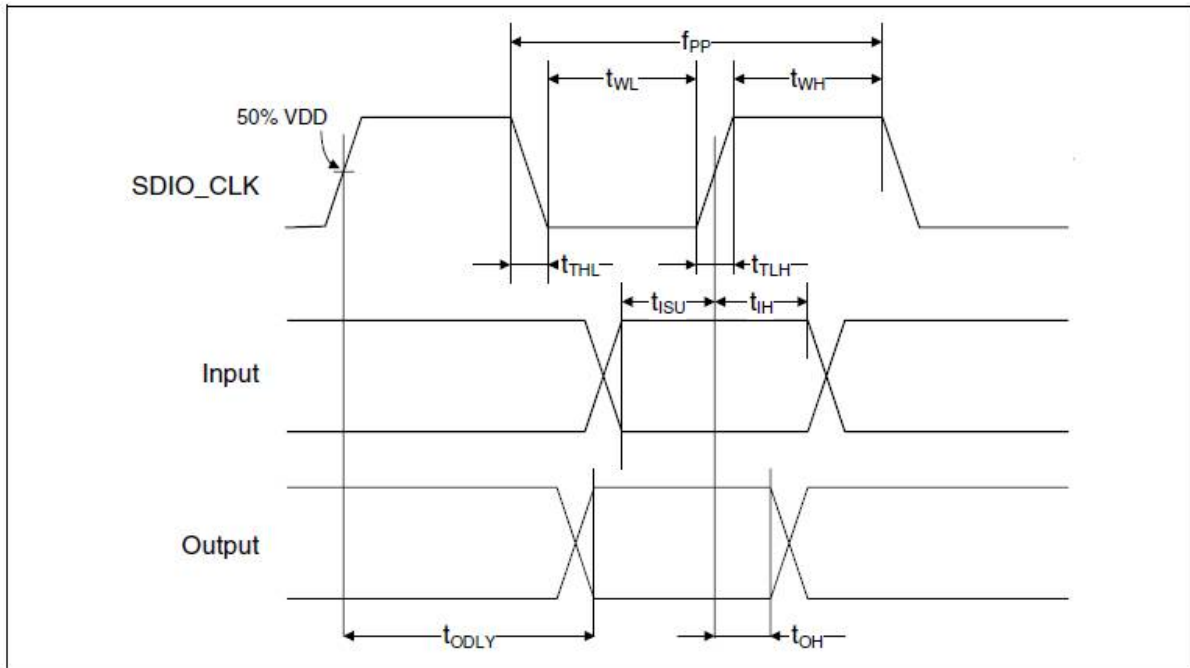 fPP
tWL
tWH
50% VDD
SDIO_CLK
tTHL
tTLH
tISU
tIH
Input
Output
tODLY
tOH